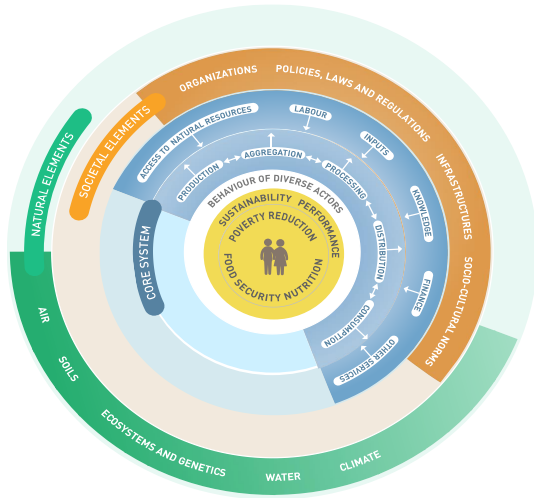 NATURAL ELEMENTS
SOCIETAL ELEMENTS
CORE SYSTEM
ORGANIZATIONS
POLICIES, LAWS AND REGULATIONS
INFRASTRUCTURES
SOCIO-CULTURAL NORMS
ACCESS TO NATURAL RESOURCES
LABOUR
INPUTS
KNOWLEDGE
FINANCE
OTHER SERVICES
PRODUCTION
AGGREGATION
PROCESSING
DISTRIBUTION
CONSUMPTION
BEHAVIOUR OF DIVERSE ACTORS
SUSTAINABILITY PERFORMANCE
POVERTY REDUCTION
FOOD SECURITY NUTRITION
AIR
SOILS
ECOSYSTEMS AND GENETICS
WATER
CLIMATE